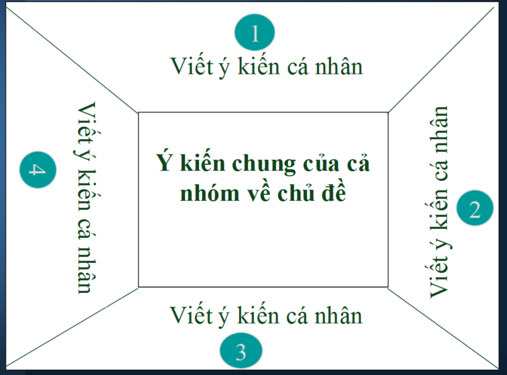 1
Viết ý kiến cá nhân
Viết ý kiến cá nhân
4
Ý kiến chung của cả
nhóm về chủ đề
Viết ý kiến cá nhân
2
Viết ý kiến cá nhân
3